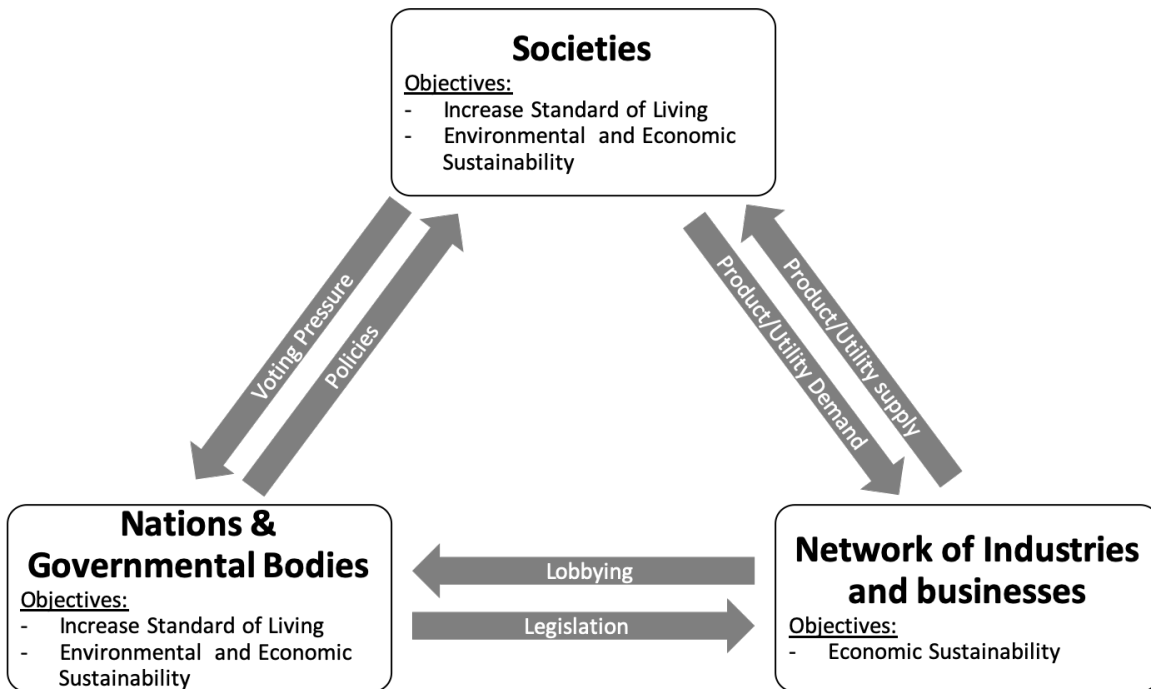 Societies
Objectives:
- Increase Standard of Living
- Environmental and Economic
Sustainability
Voting Pressure
Policies
Product/Utility Demand
Product/Utility supply
Nations &
Governmental Bodies
Objectives:
- Increase Standard of Living
- Environmental and Economic
Sustainability
Lobbying
Legislation
Network of Industries
and businesses
Objectives:
- Economic Sustainability